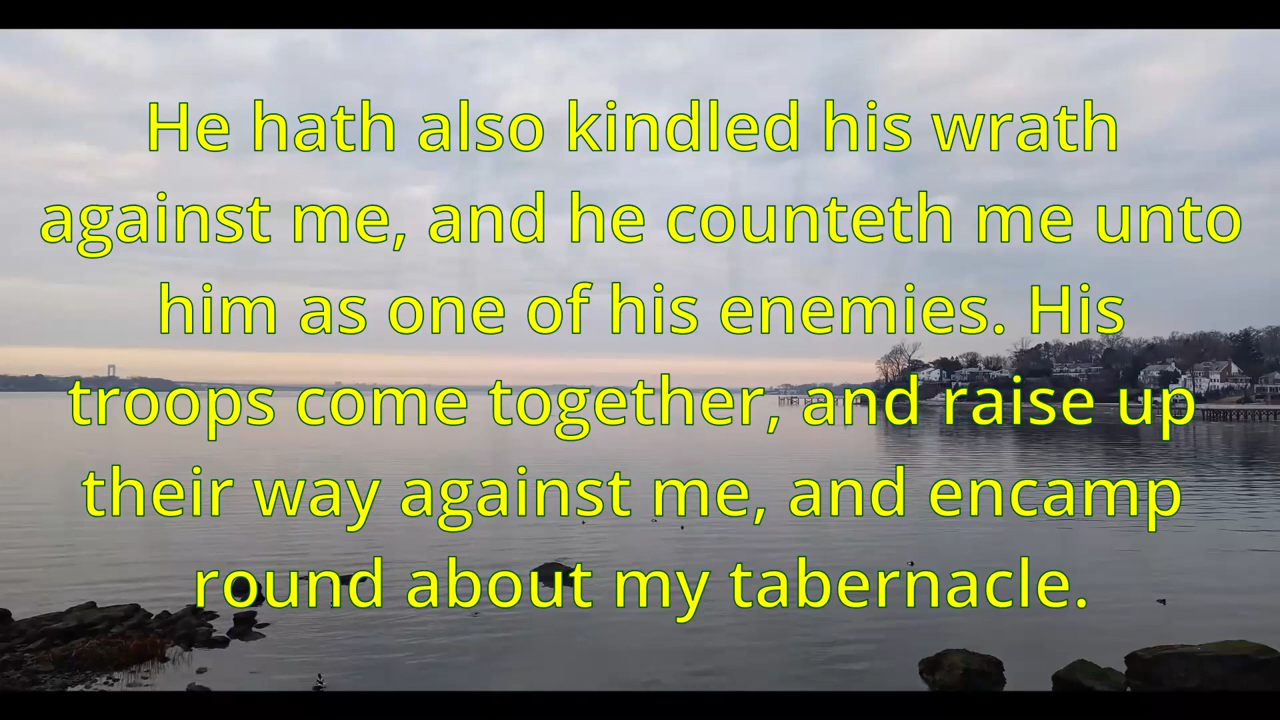 He hath also kindled his wrath
against me, and he counteth me unto
him as one of his enemies. His
troops come together, and raise up
their way against me, and encamp
round about my tabernacle.